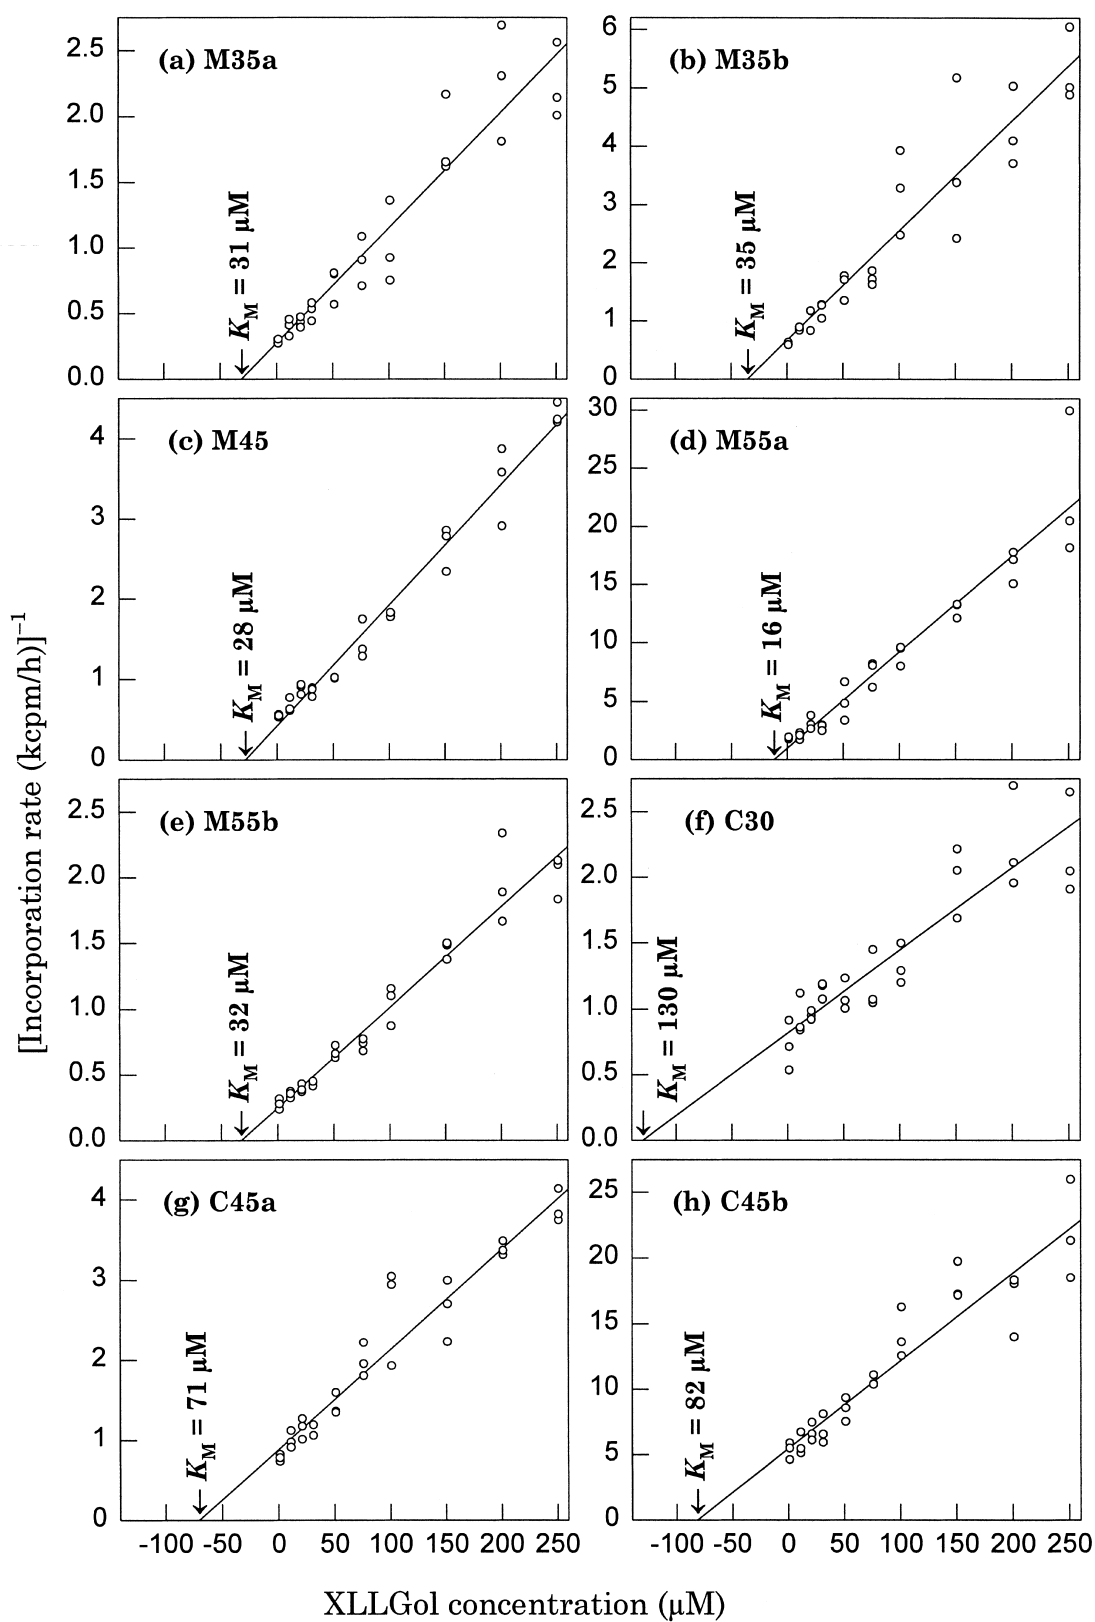 [Incorporation rate (kcpm/h)]⁻¹
(a) M35a
2.5
2.0
1.5
1.0
0.5
0.0
K_M = 31 µM
(b) M35b
6
5
4
3
2
1
0
K_M = 35 µM
(c) M45
4
3
2
1
0
K_M = 28 µM
(d) M55a
30
25
20
15
10
5
0
K_M = 16 µM
(e) M55b
2.5
2.0
1.5
1.0
0.5
0.0
K_M = 32 µM
(f) C30
2.5
2.0
1.5
1.0
0.5
0.0
K_M = 130 µM
(g) C45a
4
3
2
1
0
K_M = 71 µM
-100 -50 0 50 100 150 200 250
(h) C45b
25
20
15
10
5
0
K_M = 82 µM
-100 -50 0 50 100 150 200 250
XLLGol concentration (µM)